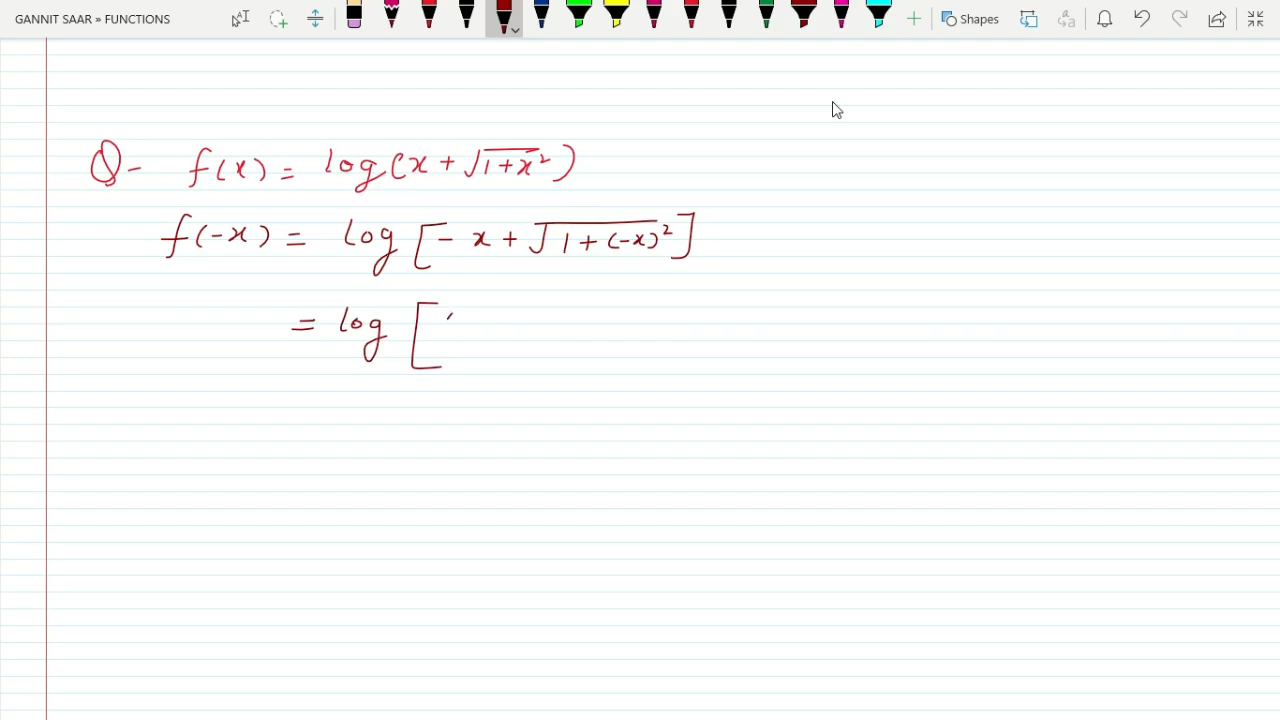 GANNIT SAAR » FUNCTIONS
Shapes
Q- f(x) = log(x + √1+x²)
f(-x) = log [- x + √1 + (-x)²]
= log [